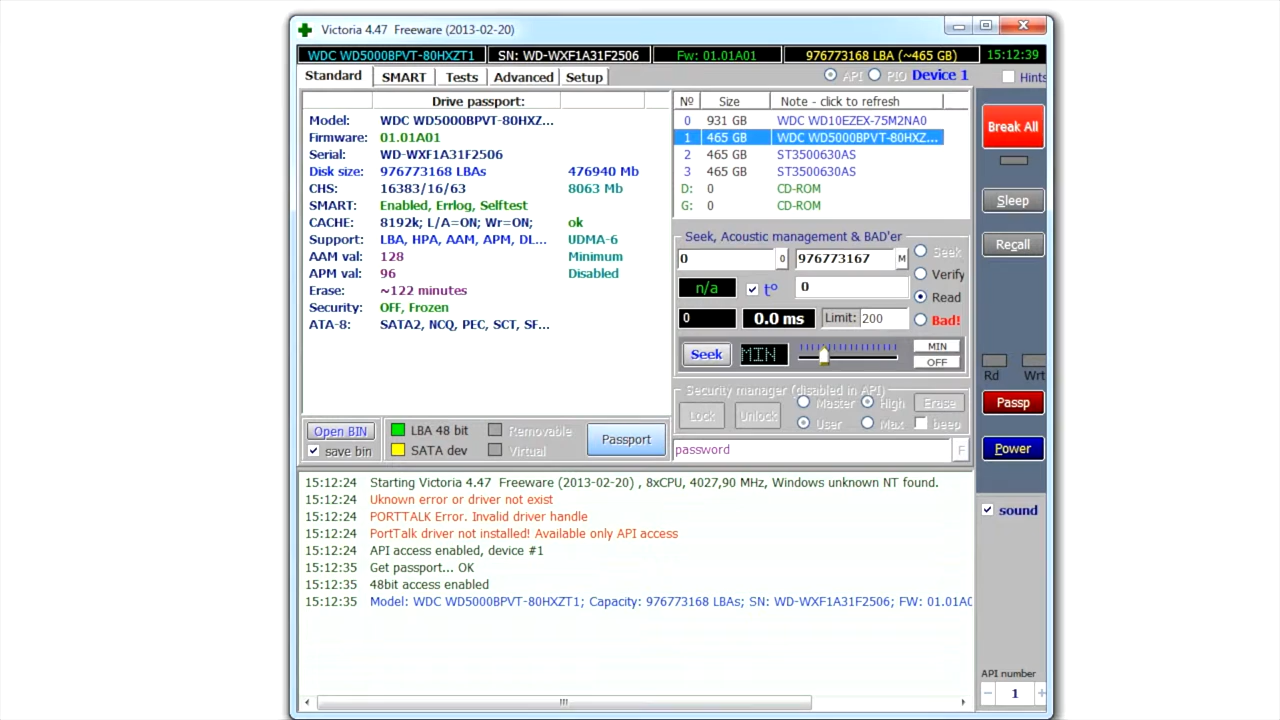 Victoria 4.47 Freeware (2013-02-20)
WDC WD5000BPVT-80HXZT1 SN: WD-WXF1A31F2506 Fw: 01.01A01 976773168 LBA (~465 GB) 15:12:39
Standard SMART Tests Advanced Setup API PIO Device 1 Hints
Drive passport:
Model: WDC WD5000BPVT-80HXZ...
Firmware: 01.01A01
Serial: WD-WXF1A31F2506
Disk size: 976773168 LBAs 476940 Mb
CHS: 16383/16/63 8063 Mb
SMART: Enabled, Errlog, Selftest
CACHE: 8192k; L/A=ON; Wr=ON; ok
Support: LBA, HPA, AAM, APM, DL... UDMA-6
AAM val: 128 Minimum
APM val: 96 Disabled
Erase: ~122 minutes
Security: OFF, Frozen
ATA-8: SATA2, NCQ, PEC, SCT, SF...
Open BIN LBA 48 bit Removable Passport
save bin SATA dev Virtual
Nº Size Note - click to refresh
0 931 GB WDC WD10EZEX-75M2NA0
1 465 GB WDC WD5000BPVT-80HXZ...
2 465 GB ST3500630AS
3 465 GB ST3500630AS
D: 0 CD-ROM
G: 0 CD-ROM
Seek, Acoustic management & BAD'er
0 0 976773167 M Seek
Verify
n/a t° 0 Read
0 0.0 ms Limit: 200 Bad!
Seek MIN MIN
OFF
Security manager (disabled in API)
Lock Unlock Master High Erase
User Max beep
password F
Break All
Sleep
Recall
Rd Wrt
Passp
Power
sound
API number
− 1 +
15:12:24 Starting Victoria 4.47 Freeware (2013-02-20) , 8xCPU, 4027,90 MHz, Windows unknown NT found.
15:12:24 Uknown error or driver not exist
15:12:24 PORTTALK Error. Invalid driver handle
15:12:24 PortTalk driver not installed! Available only API access
15:12:24 API access enabled, device #1
15:12:35 Get passport... OK
15:12:35 48bit access enabled
15:12:35 Model: WDC WD5000BPVT-80HXZT1; Capacity: 976773168 LBAs; SN: WD-WXF1A31F2506; FW: 01.01A0